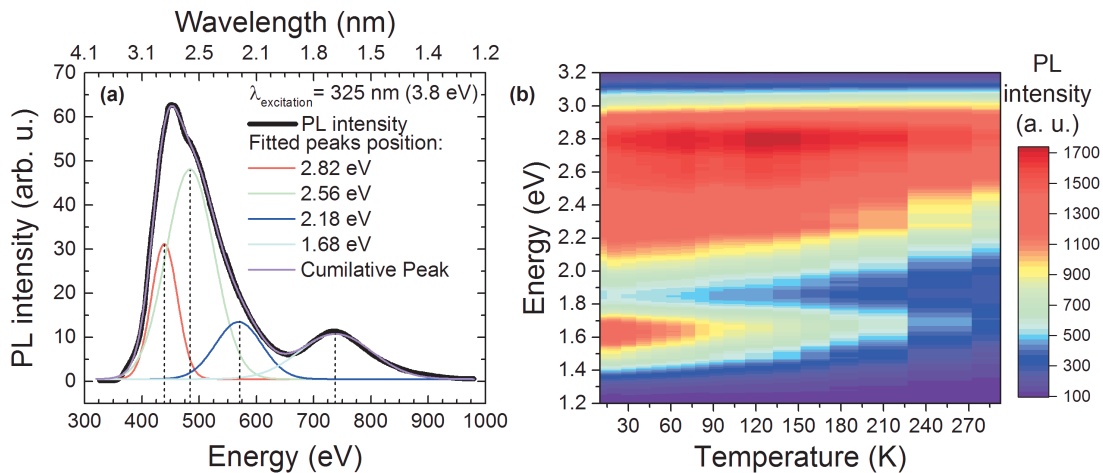 Wavelength (nm)
4.1 3.1 2.5 2.1 1.8 1.5 1.4 1.2
70
60
50
40
30
20
10
0
PL intensity (arb. u.)
(a)
λexcitation = 325 nm (3.8 eV)
PL intensity
Fitted peaks position:
2.82 eV
2.56 eV
2.18 eV
1.68 eV
Cumilative Peak
300 400 500 600 700 800 900 1000
Energy (eV)
(b)
3.2
3.0
2.8
2.6
2.4
2.2
2.0
1.8
1.6
1.4
1.2
Energy (eV)
30 60 90 120 150 180 210 240 270
Temperature (K)
PL
intensity
(a. u.)
1700
1500
1300
1100
900
700
500
300
100